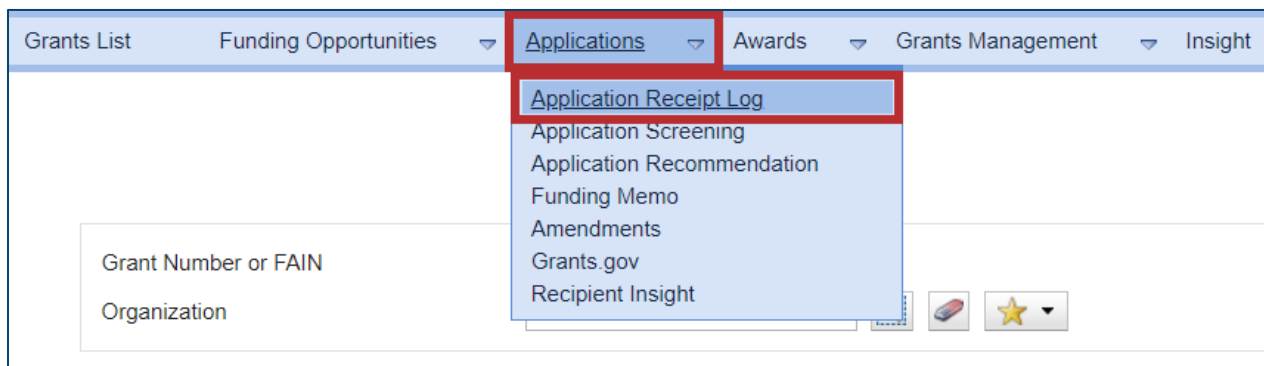 Grants List Funding Opportunities Applications Awards Grants Management Insight
Application Receipt Log
Application Screening
Application Recommendation
Funding Memo
Amendments
Grants.gov
Recipient Insight
Grant Number or FAIN
Organization